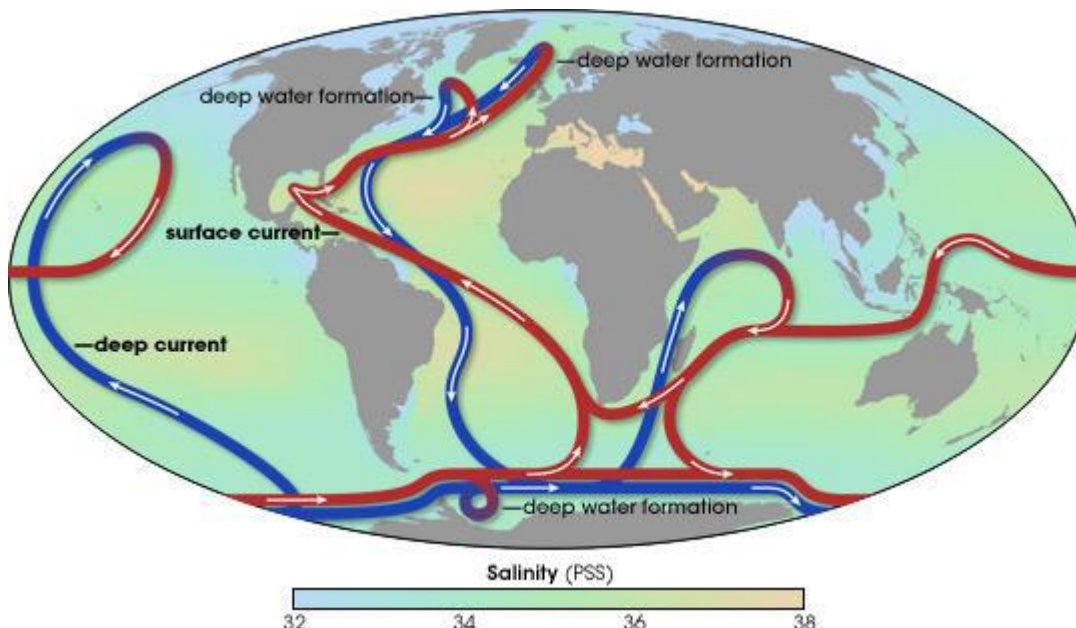 deep water formation
deep water formation
surface current
deep current
deep water formation
Salinity (PSS)
32 34 36 38